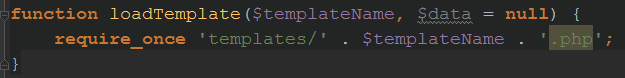 function loadTemplate($templateName, $data = null) {
    require_once 'templates/' . $templateName . '.php';
}